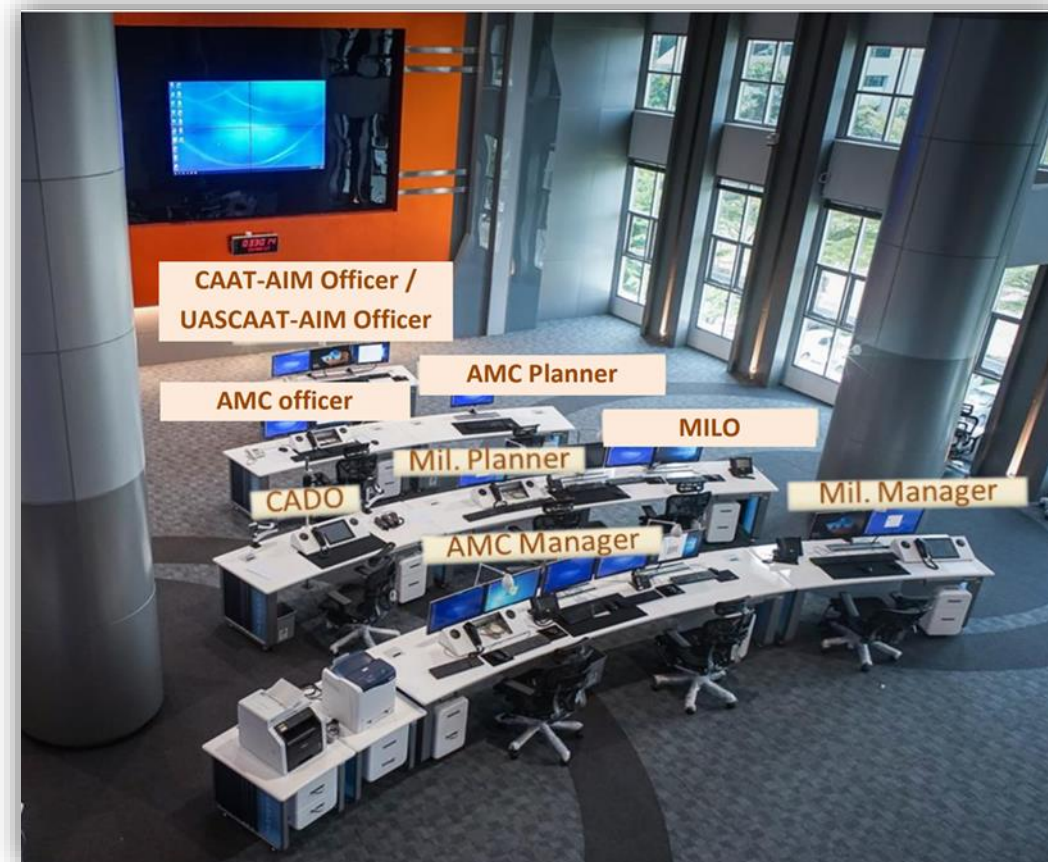 CAAT-AIM Officer /
UASCAAT-AIM Officer
AMC Planner
AMC officer
MILO
Mil. Planner
Mil. Manager
CADO
AMC Manager